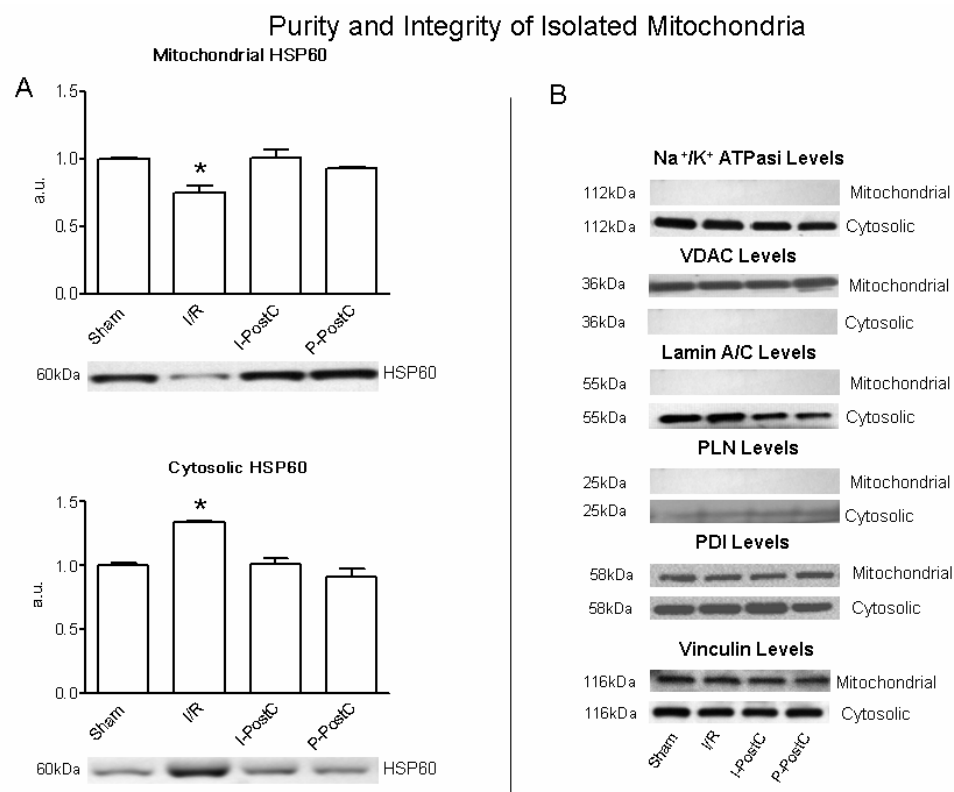 Purity and Integrity of Isolated Mitochondria
A
Mitochondrial HSP60
1.5
1.0
0.5
0.0
a.u.
*
Sham
I/R
I-PostC
P-PostC
60kDa HSP60
Cytosolic HSP60
1.5
1.0
0.5
0.0
a.u.
*
Sham
I/R
I-PostC
P-PostC
60kDa HSP60
B
Na⁺/K⁺ ATPasi Levels
112kDa Mitochondrial
112kDa Cytosolic
VDAC Levels
36kDa Mitochondrial
36kDa Cytosolic
Lamin A/C Levels
55kDa Mitochondrial
55kDa Cytosolic
PLN Levels
25kDa Mitochondrial
25kDa Cytosolic
PDI Levels
58kDa Mitochondrial
58kDa Cytosolic
Vinculin Levels
116kDa Mitochondrial
116kDa Cytosolic
Sham
I/R
I-PostC
P-PostC